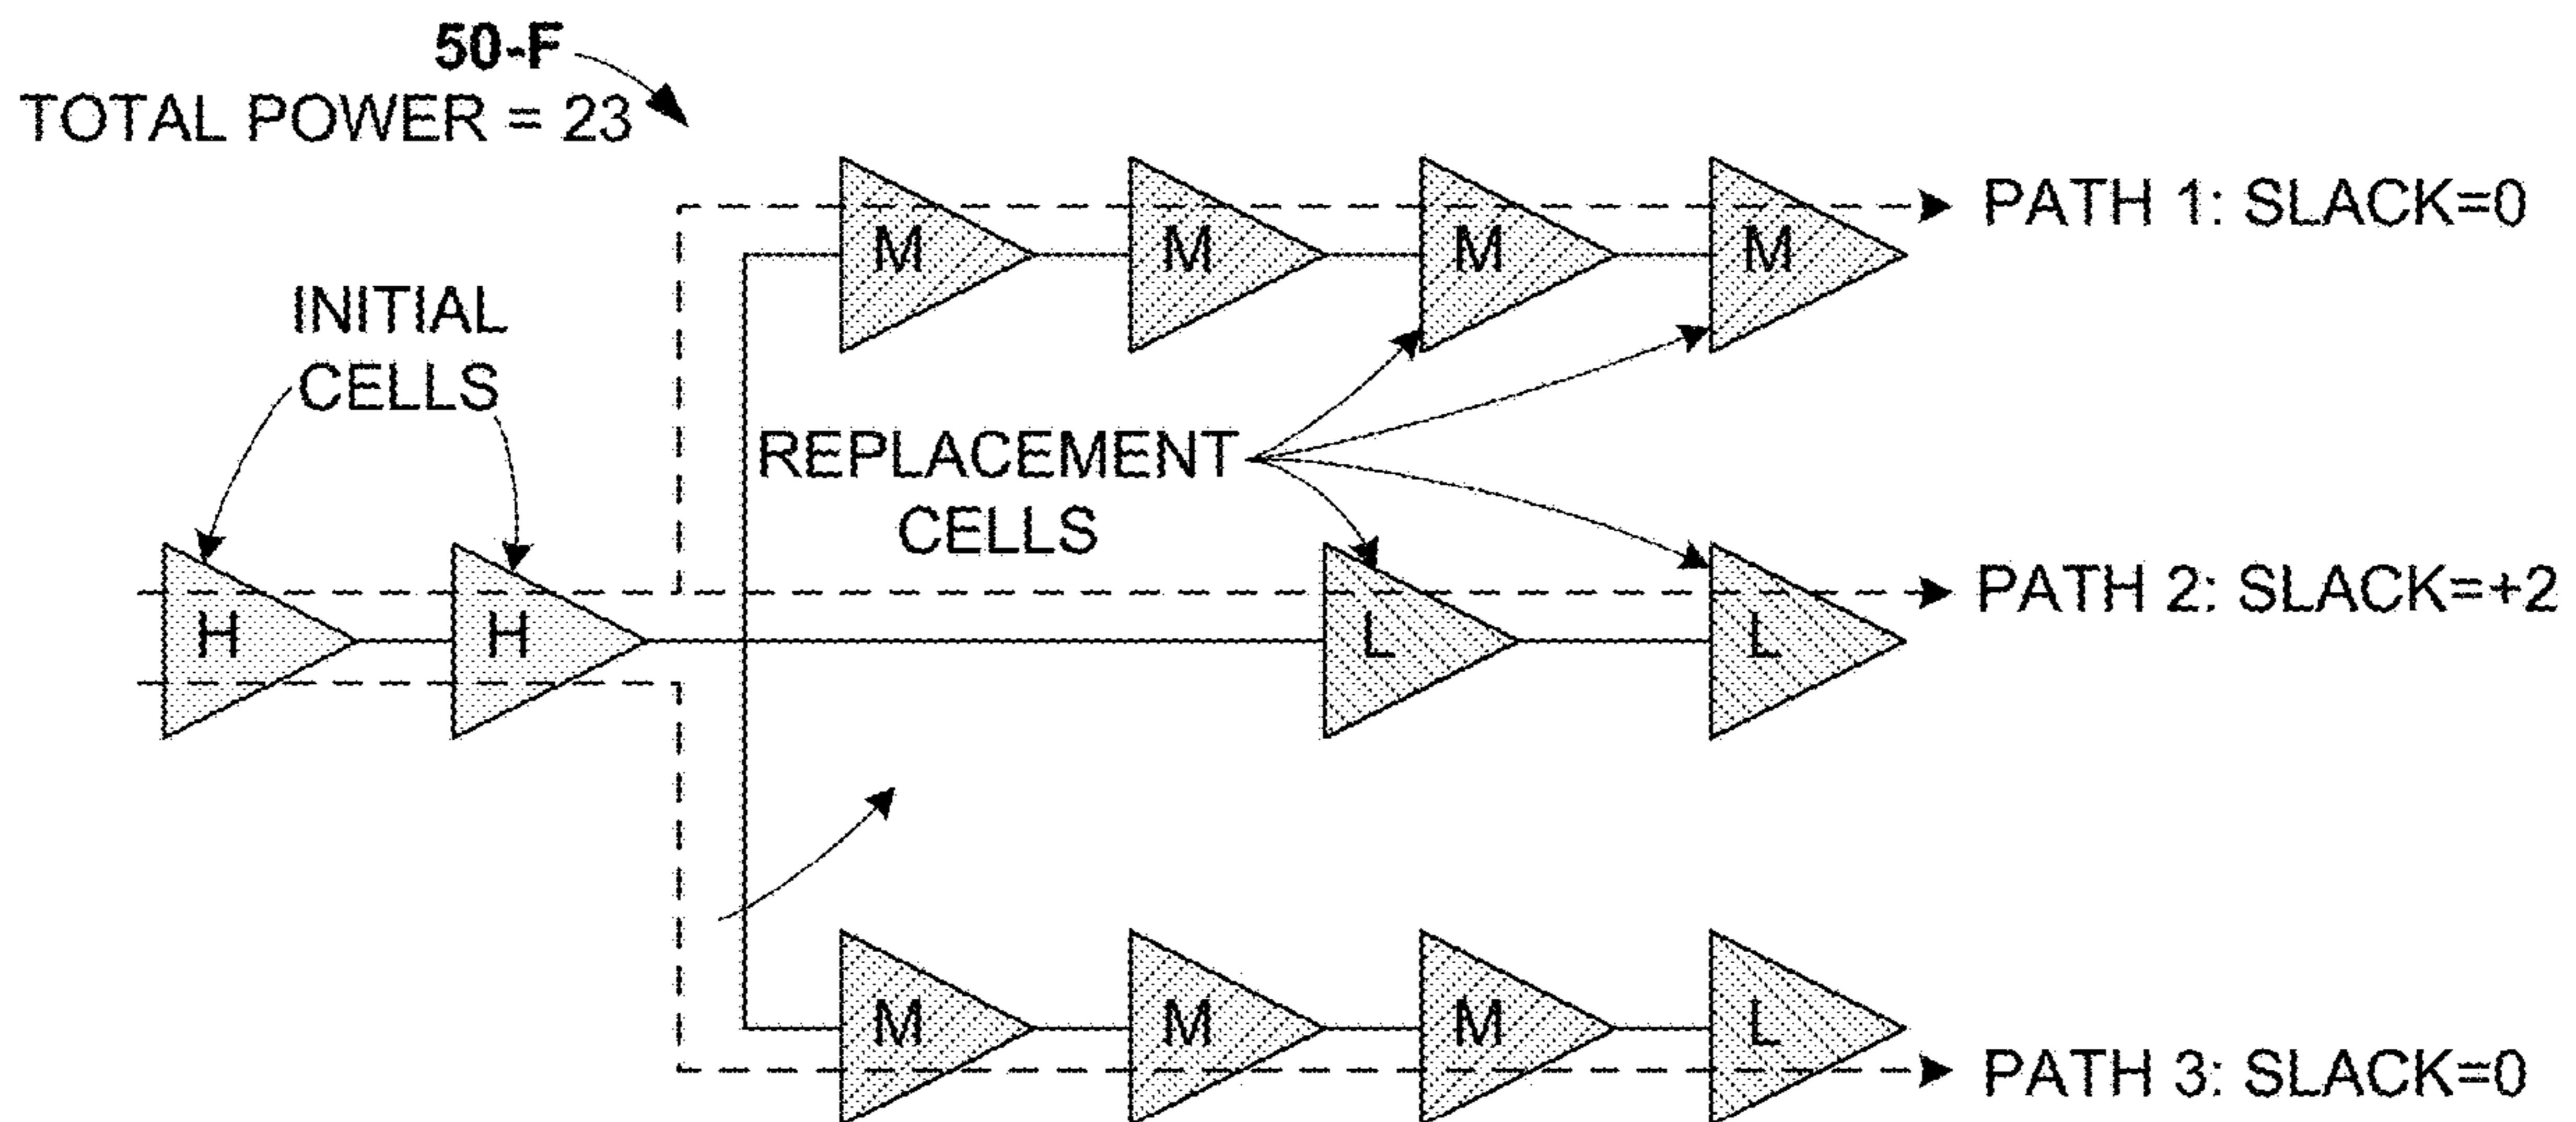 50-F
TOTAL POWER = 23
M M M M
PATH 1: SLACK=0
INITIAL
CELLS
REPLACEMENT
CELLS
H H L L
PATH 2: SLACK=+2
M M M L
PATH 3: SLACK=0